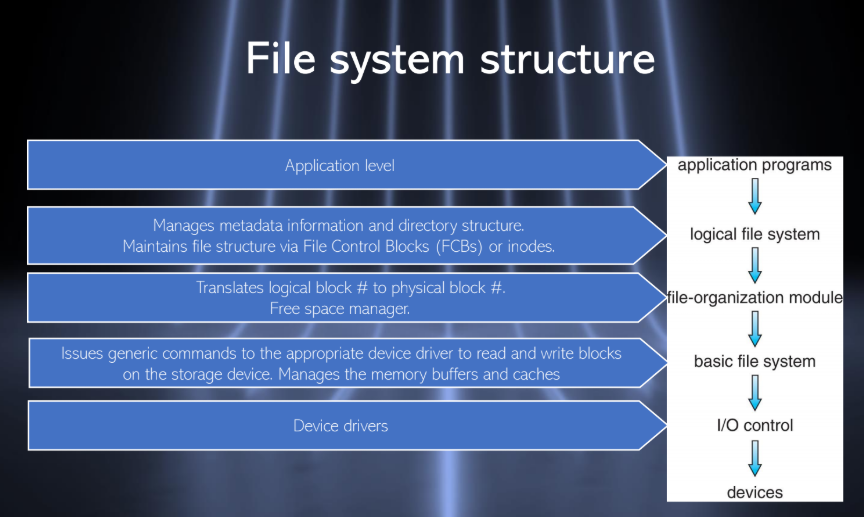 File system structure
Application level
application programs
Manages metadata information and directory structure.
Maintains file structure via File Control Blocks (FCBs) or inodes.
logical file system
Translates logical block # to physical block #.
Free space manager.
file-organization module
Issues generic commands to the appropriate device driver to read and write blocks
on the storage device. Manages the memory buffers and caches
basic file system
Device drivers
I/O control
devices